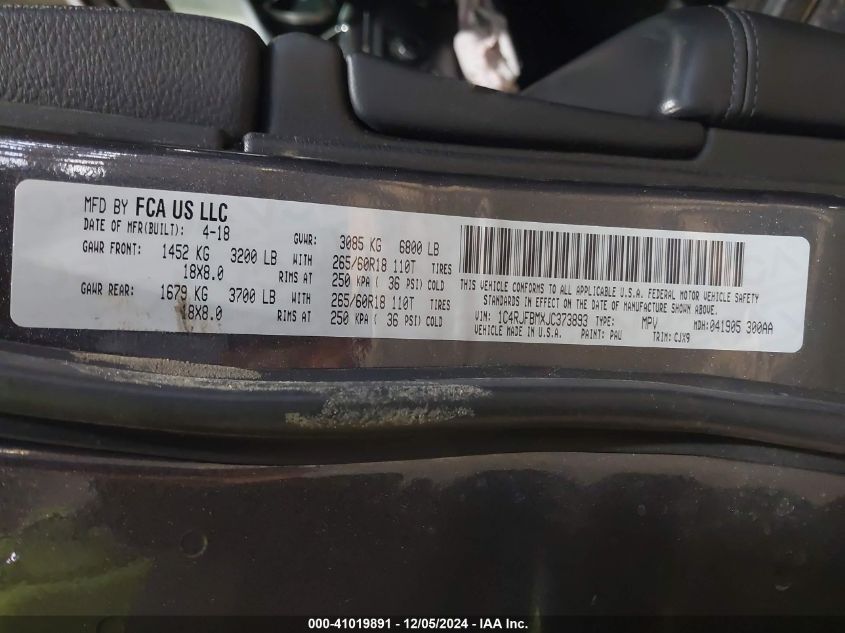 MFD BY FCA US LLC
DATE OF MFR(BUILT): 4-18 GVWR: 3085 KG 6800 LB
GAWR FRONT: 1452 KG 3200 LB WITH 265/60R18 110T TIRES
18X8.0 RIMS AT 250 KPA ( 36 PSI) COLD
GAWR REAR: 1679 KG 3700 LB WITH 265/60R18 110T TIRES
18X8.0 RIMS AT 250 KPA ( 36 PSI) COLD
THIS VEHICLE CONFORMS TO ALL APPLICABLE U.S.A. FEDERAL MOTOR VEHICLE SAFETY
STANDARDS IN EFFECT ON THE DATE OF MANUFACTURE SHOWN ABOVE.
VIN: 1C4RJFBMXJC373893 TYPE: MPV MDH:041905 300AA
VEHICLE MADE IN U.S.A. PAINT: PAU TRIM: CJX9
000-41019891 - 12/05/2024 - IAA Inc.